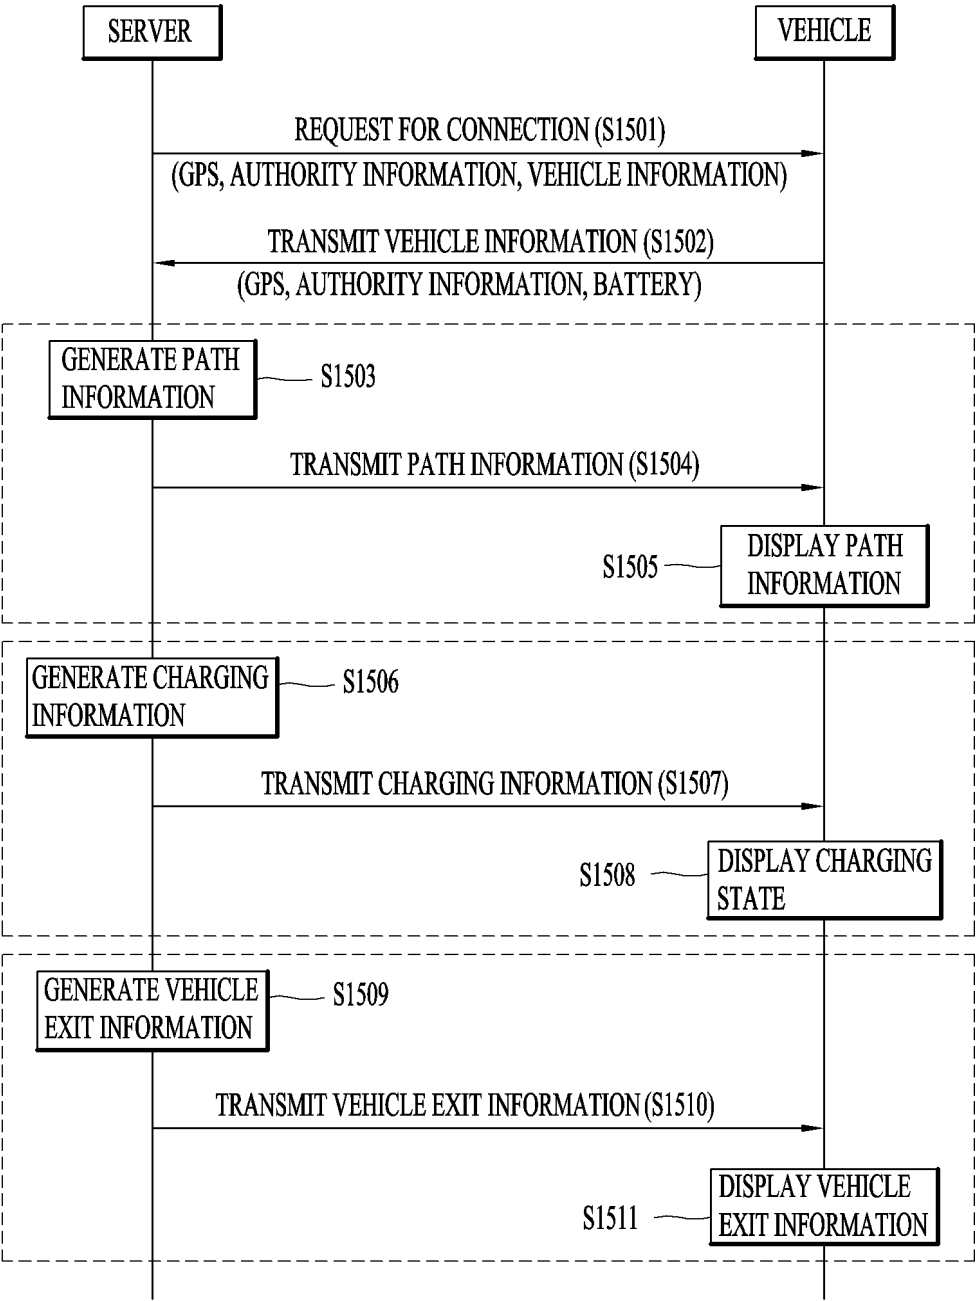 SERVER
VEHICLE
REQUEST FOR CONNECTION (S1501)
(GPS, AUTHORITY INFORMATION, VEHICLE INFORMATION)
TRANSMIT VEHICLE INFORMATION (S1502)
(GPS, AUTHORITY INFORMATION, BATTERY)
GENERATE PATH
INFORMATION
S1503
TRANSMIT PATH INFORMATION (S1504)
S1505
DISPLAY PATH
INFORMATION
GENERATE CHARGING
INFORMATION
S1506
TRANSMIT CHARGING INFORMATION (S1507)
S1508
DISPLAY CHARGING
STATE
GENERATE VEHICLE
EXIT INFORMATION
S1509
TRANSMIT VEHICLE EXIT INFORMATION (S1510)
S1511
DISPLAY VEHICLE
EXIT INFORMATION